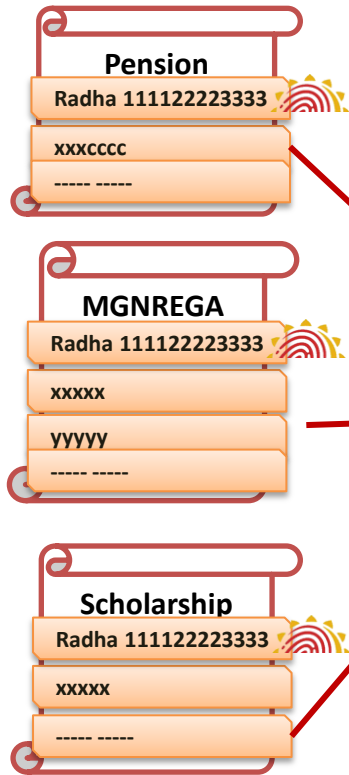 Pension
Radha 111122223333
xxxcccc
----- -----
MGNREGA
Radha 111122223333
xxxxx
yyyyy
----- -----
Scholarship
Radha 111122223333
xxxxx
----- -----